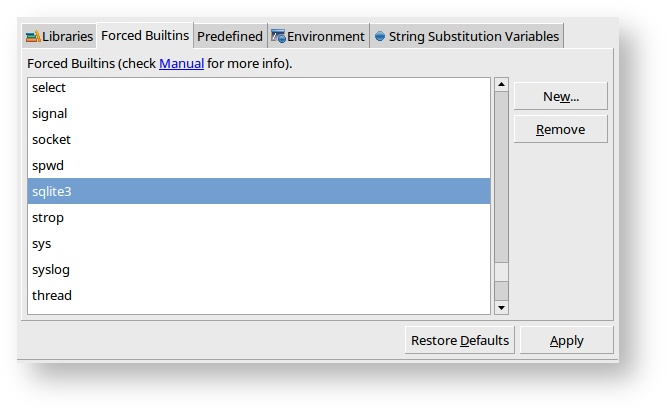 Libraries Forced Builtins Predefined Environment String Substitution Variables
Forced Builtins (check Manual for more info).
select
signal
socket
spwd
sqlite3
strop
sys
syslog
thread
New...
Remove
Restore Defaults Apply